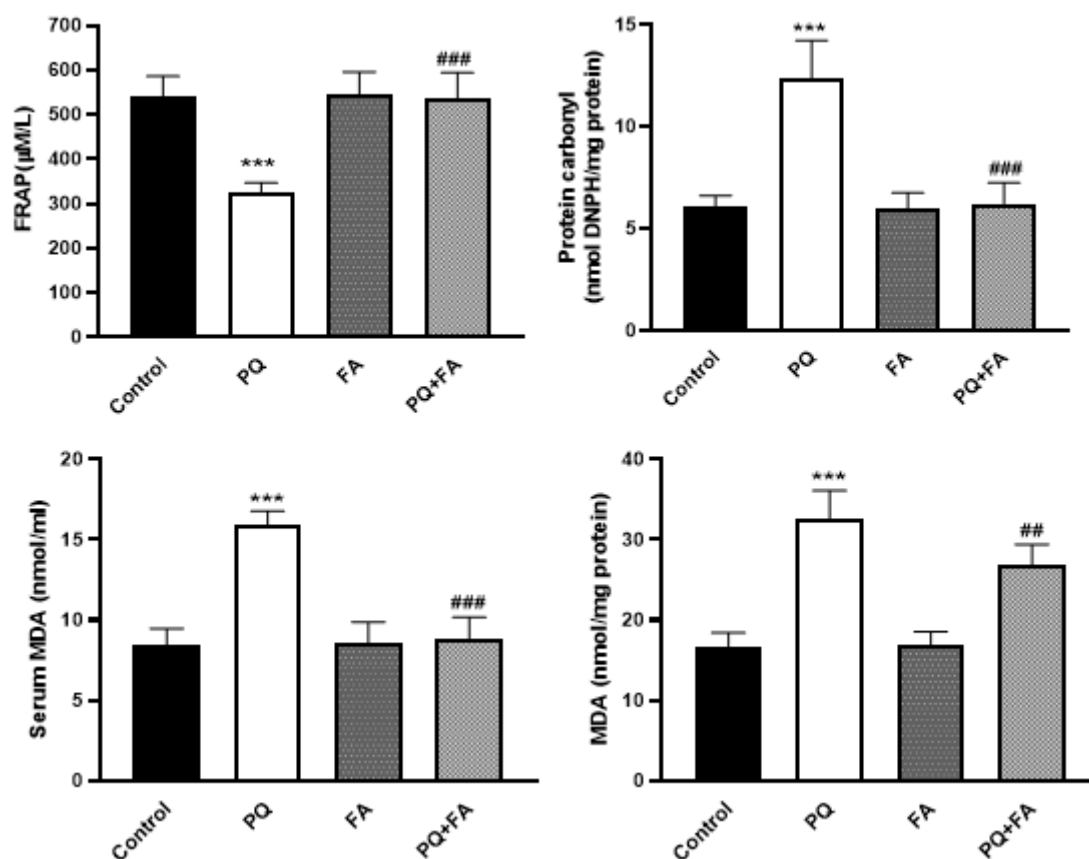 FRAP (µM/L)
700
600
500
400
300
200
100
0
***
###
Control
PQ
FA
PQ+FA
Protein carbonyl
(nmol DNPH/mg protein)
15
10
5
0
***
###
Control
PQ
FA
PQ+FA
Serum MDA (nmol/ml)
20
15
10
5
0
***
###
Control
PQ
FA
PQ+FA
MDA (nmol/mg protein)
40
30
20
10
0
***
##
Control
PQ
FA
PQ+FA